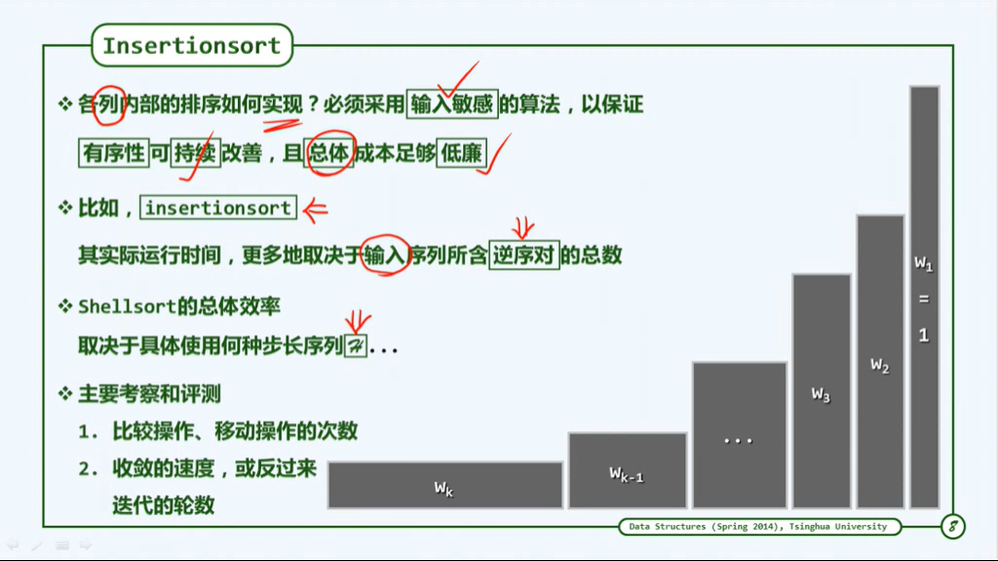 Insertionsort
❖ 各列内部的排序如何实现？必须采用输入敏感的算法，以保证
有序性可持续改善，且总体成本足够低廉
❖ 比如，insertionsort
其实际运行时间，更多地取决于输入序列所含逆序对的总数
❖ Shellsort的总体效率
取决于具体使用何种步长序列ℋ...
❖ 主要考察和评测
1. 比较操作、移动操作的次数
2. 收敛的速度，或反过来
迭代的轮数
Wk
Wk-1
...
W3
W2
W1
=
1
Data Structures (Spring 2014), Tsinghua University
8